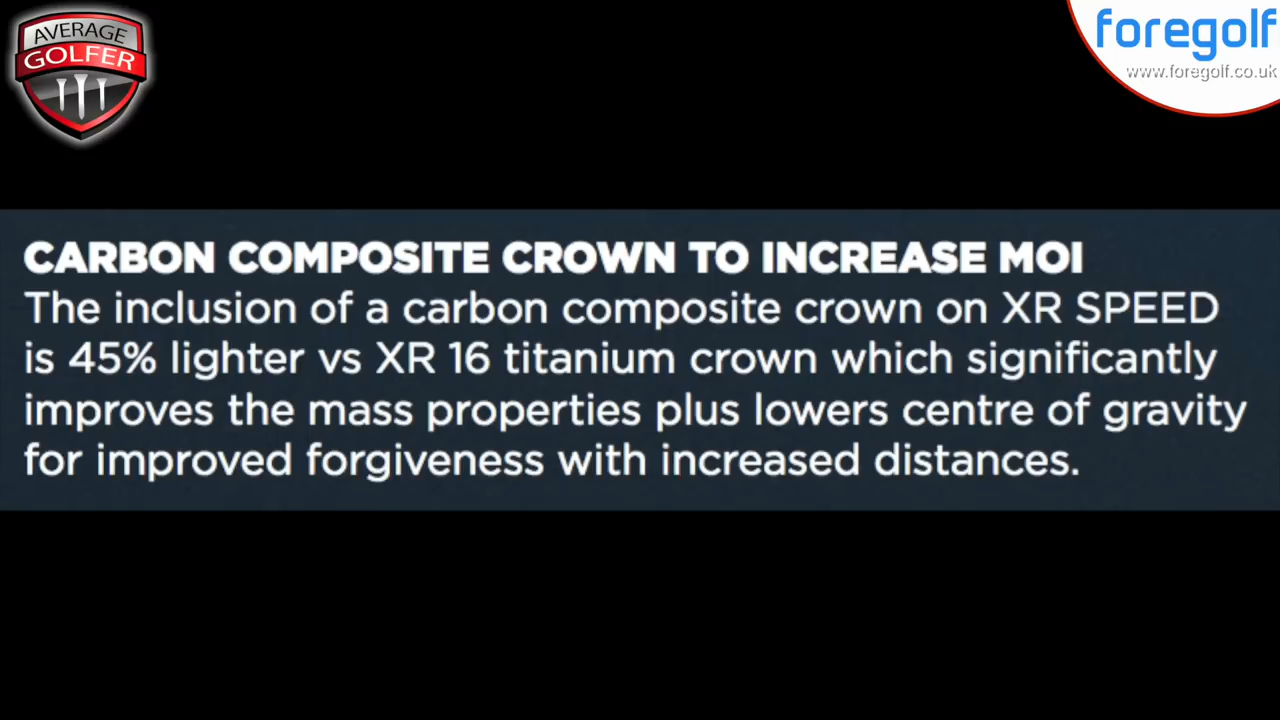 AVERAGE
GOLFER
foregolf
www.foregolf.co.uk
CARBON COMPOSITE CROWN TO INCREASE MOI
The inclusion of a carbon composite crown on XR SPEED
is 45% lighter vs XR 16 titanium crown which significantly
improves the mass properties plus lowers centre of gravity
for improved forgiveness with increased distances.